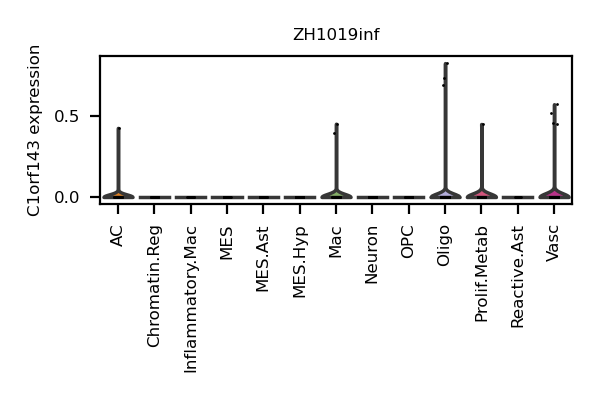 ZH1019inf
C1orf143 expression
0.5
0.0
AC
Chromatin.Reg
Inflammatory.Mac
MES
MES.Ast
MES.Hyp
Mac
Neuron
OPC
Oligo
Prolif.Metab
Reactive.Ast
Vasc